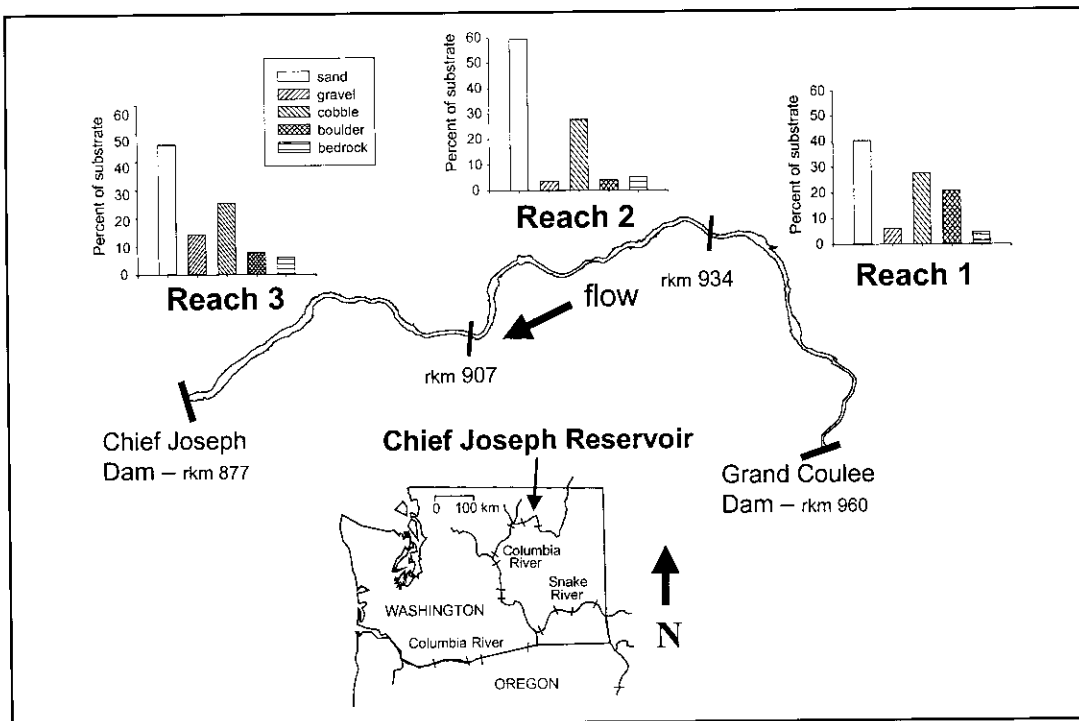 60
50
40
30
20
10
0
Percent of substrate
Reach 3
sand
gravel
cobble
boulder
bedrock
60
50
40
30
20
10
0
Percent of substrate
Reach 2
60
50
40
30
20
10
0
Percent of substrate
Reach 1
rkm 934
flow
rkm 907
Chief Joseph
Dam – rkm 877
Chief Joseph Reservoir
Grand Coulee
Dam – rkm 960
0 100 km
Columbia
River
Snake
River
WASHINGTON
Columbia River
OREGON
N